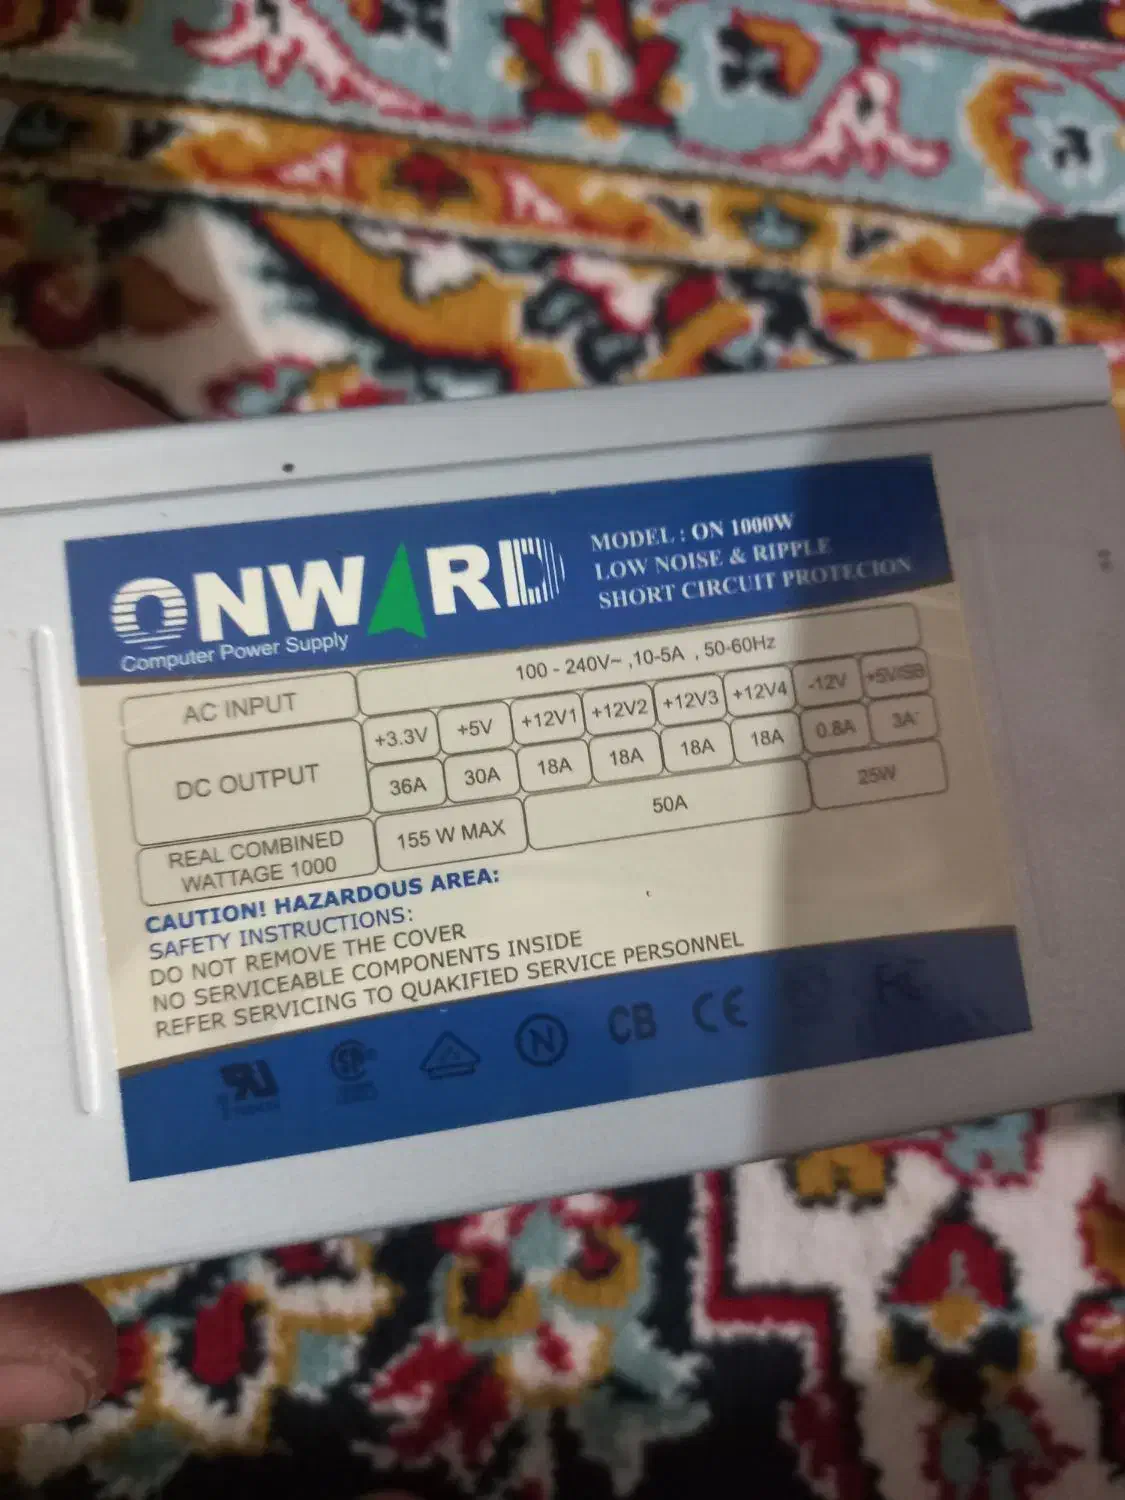 ONWARD
Computer Power Supply
MODEL : ON 1000W
LOW NOISE & RIPPLE
SHORT CIRCUIT PROTECION
AC INPUT 100 - 240V~ ,10-5A , 50-60Hz
DC OUTPUT +3.3V +5V +12V1 +12V2 +12V3 +12V4 -12V +5VSB
36A 30A 18A 18A 18A 18A 0.8A 3A
REAL COMBINED WATTAGE 1000 155 W MAX 50A 25W
CAUTION! HAZARDOUS AREA:
SAFETY INSTRUCTIONS:
DO NOT REMOVE THE COVER
NO SERVICEABLE COMPONENTS INSIDE
REFER SERVICING TO QUAKIFIED SERVICE PERSONNEL
N CB CE FC